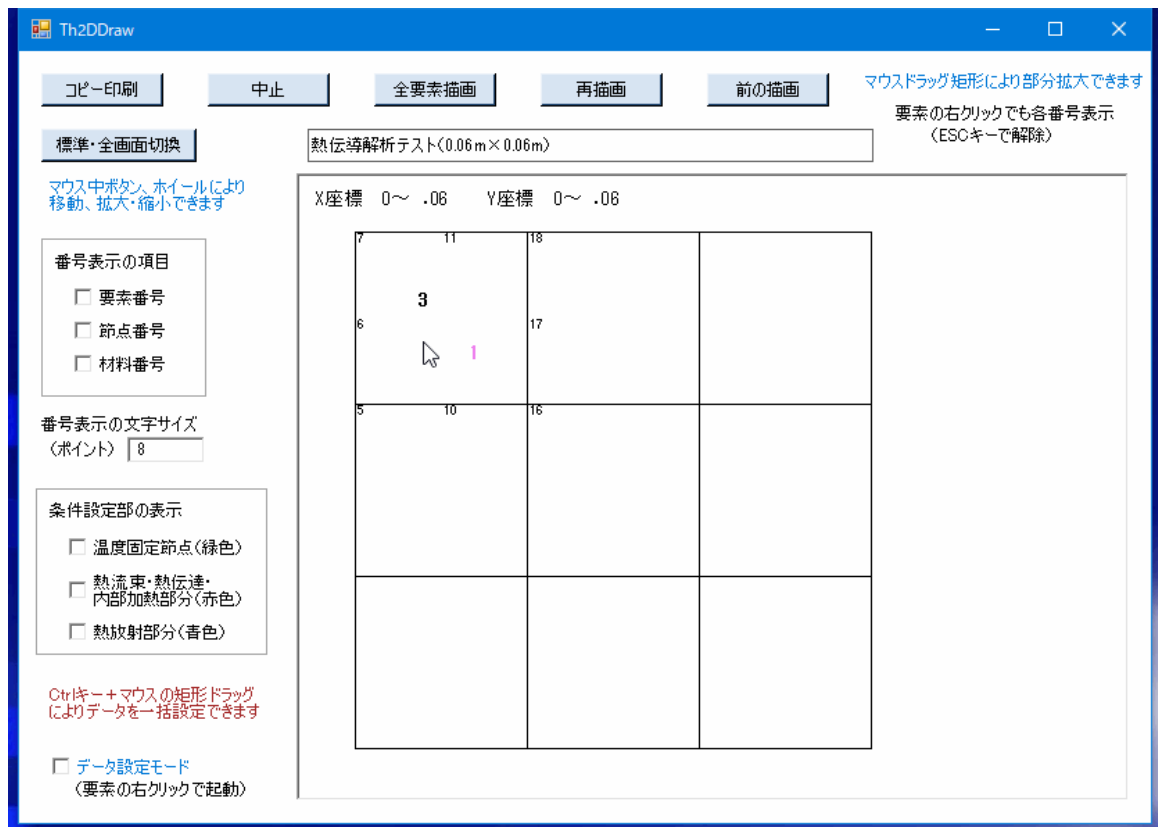 Th2DDraw
コピー印刷
中止
全要素描画
再描画
前の描画
マウスドラッグ矩形により部分拡大できます
要素の右クリックでも各番号表示
(ESCキーで解除)
標準・全画面切換
熱伝導解析テスト(0.06m×0.06m)
マウス中ボタン、ホイールにより
移動、拡大・縮小できます
X座標 0～ .06 Y座標 0～ .06
番号表示の項目
要素番号
節点番号
材料番号
番号表示の文字サイズ
(ポイント) 8
条件設定部の表示
温度固定節点(緑色)
熱流束・熱伝達・
内部加熱部分(赤色)
熱放射部分(青色)
Ctrlキー＋マウスの矩形ドラッグ
によりデータを一括設定できます
データ設定モード
(要素の右クリックで起動)
7 11 18
3
6 17
1
5 10 16